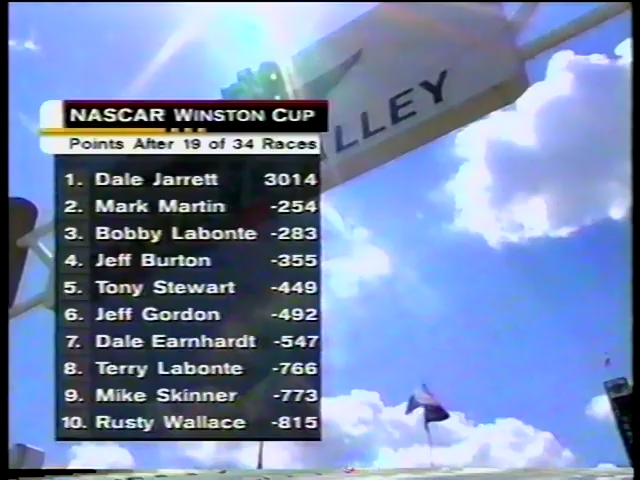 LLEY
NASCAR WINSTON CUP
Points After 19 of 34 Races
1. Dale Jarrett 3014
2. Mark Martin -254
3. Bobby Labonte -283
4. Jeff Burton -355
5. Tony Stewart -449
6. Jeff Gordon -492
7. Dale Earnhardt -547
8. Terry Labonte -766
9. Mike Skinner -773
10. Rusty Wallace -815